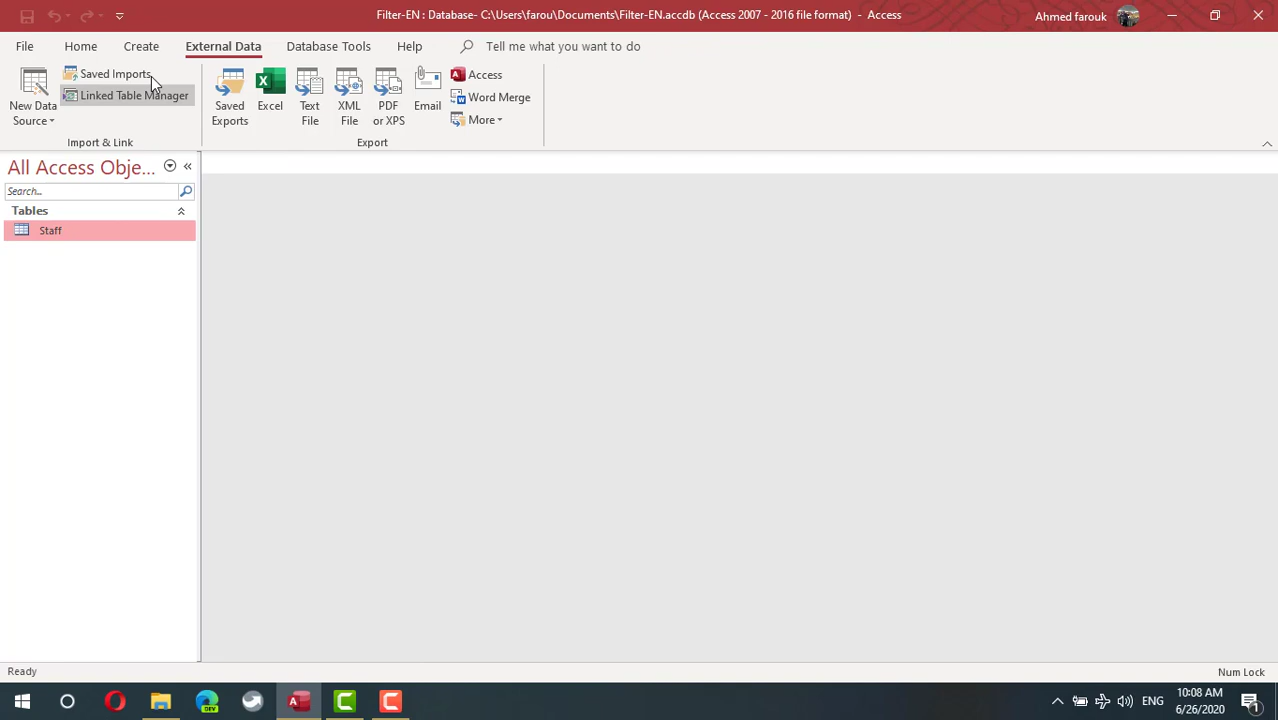 Filter-EN : Database- C:\Users\farou\Documents\Filter-EN.accdb (Access 2007 - 2016 file format)  -  Access
Ahmed farouk
File Home Create External Data Database Tools Help Tell me what you want to do
Saved Imports
Linked Table Manager
New Data Source
Saved Exports
Excel
Text File
XML File
PDF or XPS
Email
Access
Word Merge
More
Import & Link
Export
All Access Obje...
Search...
Tables
Staff
Ready
Num Lock
DEV
ENG
10:08 AM
6/26/2020
1